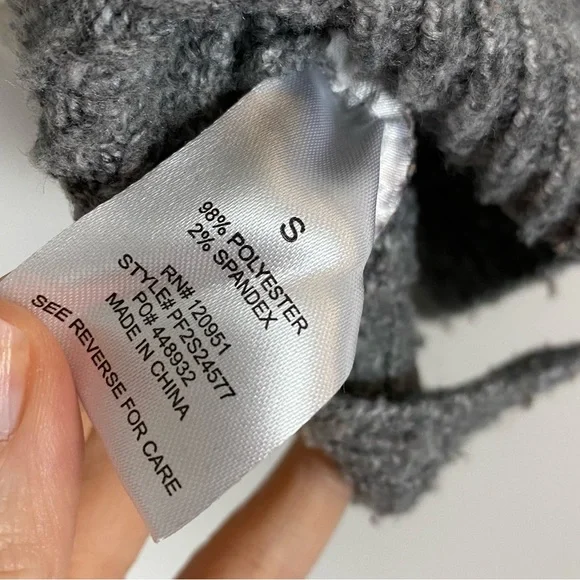 S
98% POLYESTER
2% SPANDEX
RN# 120951
STYLE# PF2S24577
PO# 448932
MADE IN CHINA
SEE REVERSE FOR CARE